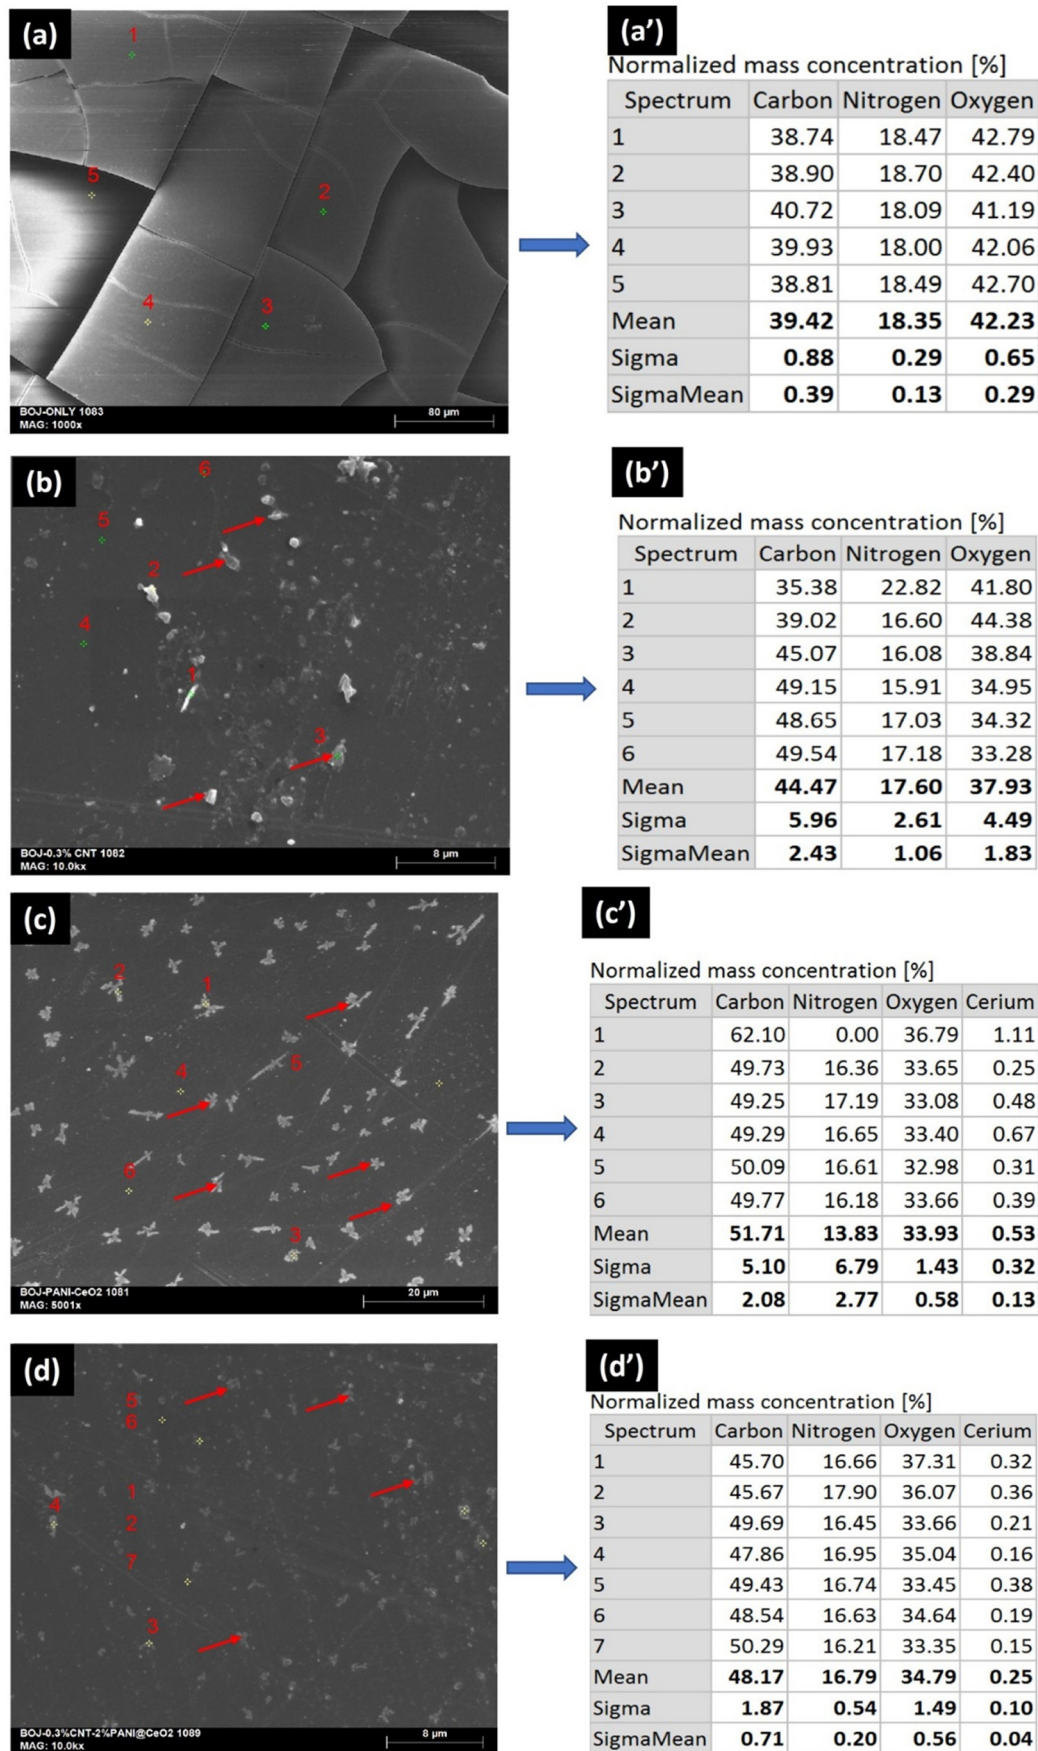 (a)
1
5
2
4
3
BOJ-ONLY 1083
MAG: 1000x
80 µm
(a')
Normalized mass concentration [%]
Spectrum Carbon Nitrogen Oxygen
1 38.74 18.47 42.79
2 38.90 18.70 42.40
3 40.72 18.09 41.19
4 39.93 18.00 42.06
5 38.81 18.49 42.70
Mean 39.42 18.35 42.23
Sigma 0.88 0.29 0.65
SigmaMean 0.39 0.13 0.29
(b)
6
5
2
4
1
3
BOJ-0.3% CNT 1082
MAG: 10.0kx
8 µm
(b')
Normalized mass concentration [%]
Spectrum Carbon Nitrogen Oxygen
1 35.38 22.82 41.80
2 39.02 16.60 44.38
3 45.07 16.08 38.84
4 49.15 15.91 34.95
5 48.65 17.03 34.32
6 49.54 17.18 33.28
Mean 44.47 17.60 37.93
Sigma 5.96 2.61 4.49
SigmaMean 2.43 1.06 1.83
(c)
2
1
5
4
6
3
BOJ-PANI-CeO2 1081
MAG: 5001x
20 µm
(c')
Normalized mass concentration [%]
Spectrum Carbon Nitrogen Oxygen Cerium
1 62.10 0.00 36.79 1.11
2 49.73 16.36 33.65 0.25
3 49.25 17.19 33.08 0.48
4 49.29 16.65 33.40 0.67
5 50.09 16.61 32.98 0.31
6 49.77 16.18 33.66 0.39
Mean 51.71 13.83 33.93 0.53
Sigma 5.10 6.79 1.43 0.32
SigmaMean 2.08 2.77 0.58 0.13
(d)
5
6
1
4
2
7
3
BOJ-0.3%CNT-2%PANI@CeO2 1089
MAG: 10.0kx
8 µm
(d')
Normalized mass concentration [%]
Spectrum Carbon Nitrogen Oxygen Cerium
1 45.70 16.66 37.31 0.32
2 45.67 17.90 36.07 0.36
3 49.69 16.45 33.66 0.21
4 47.86 16.95 35.04 0.16
5 49.43 16.74 33.45 0.38
6 48.54 16.63 34.64 0.19
7 50.29 16.21 33.35 0.15
Mean 48.17 16.79 34.79 0.25
Sigma 1.87 0.54 1.49 0.10
SigmaMean 0.71 0.20 0.56 0.04